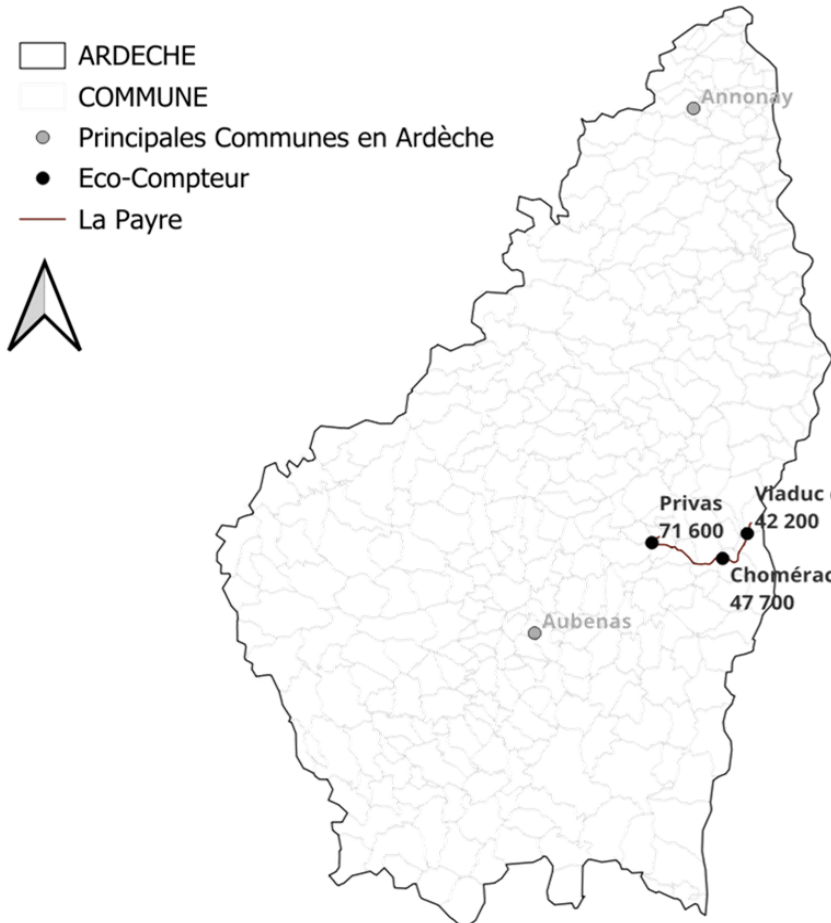 ARDECHE
COMMUNE
Principales Communes en Ardèche
Eco-Compteur
La Payre
Annonay
Privas
71 600
Viaduc
42 200
Chomérac
47 700
Aubenas